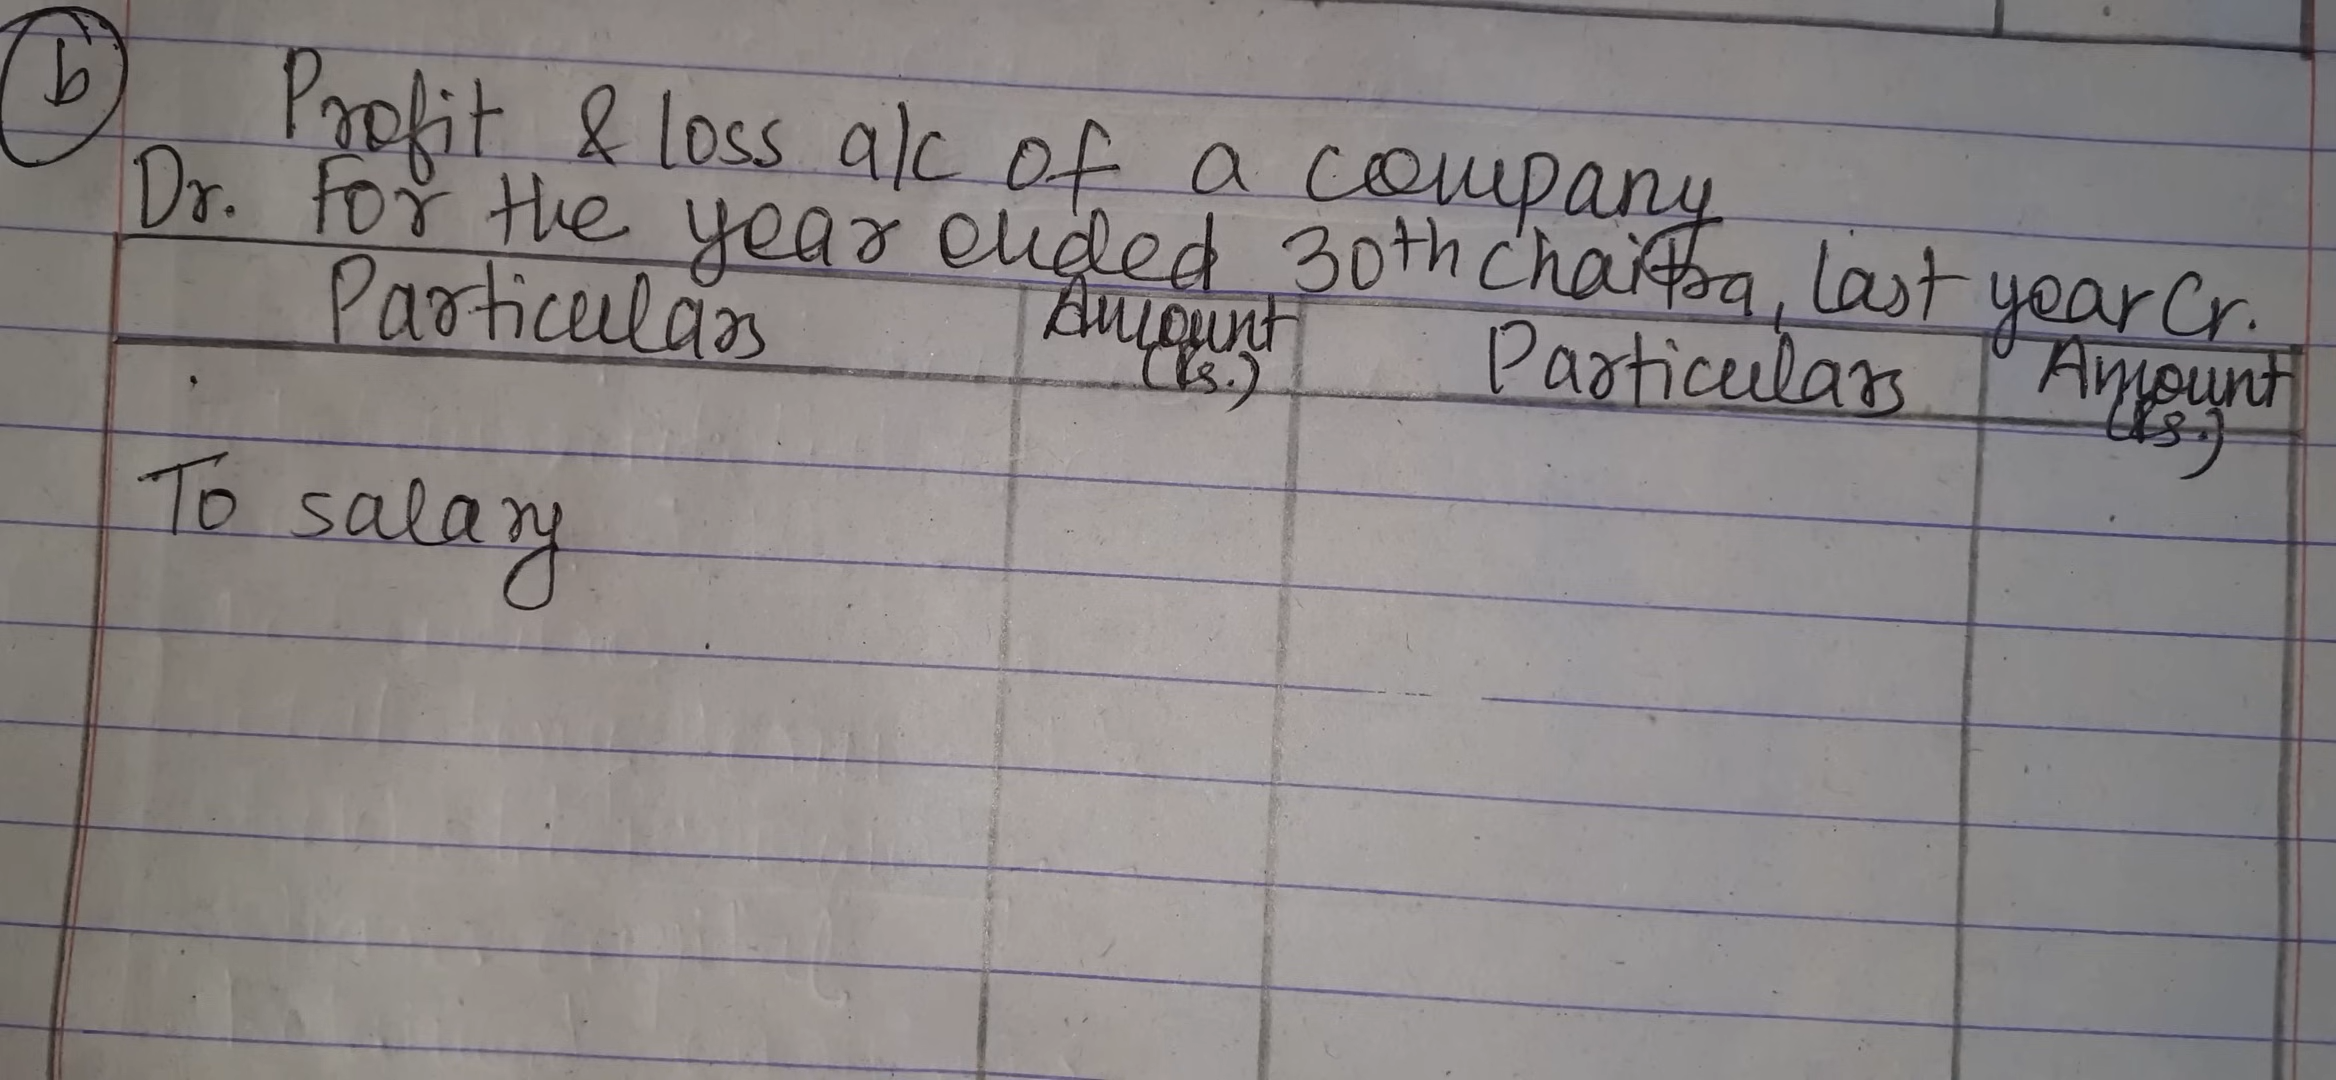 b
Profit & loss a/c of a company
Dr. For the year ended 30th chaitra, last year Cr.
Particulars Amount (Rs.) Particulars Amount (Rs.)
To salary